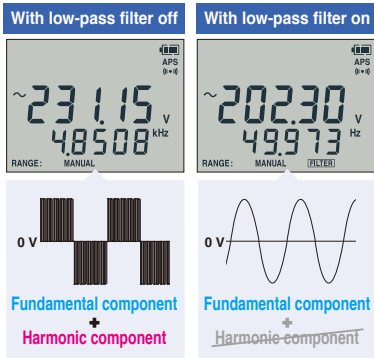 With low-pass filter off
APS
~231.15 V
4.8508 kHz
RANGE: MANUAL
0 V
Fundamental component
+
Harmonic component
With low-pass filter on
APS
~202.30 V
49.973 Hz
RANGE: MANUAL FILTER
0 V
Fundamental component
+
Harmonic component